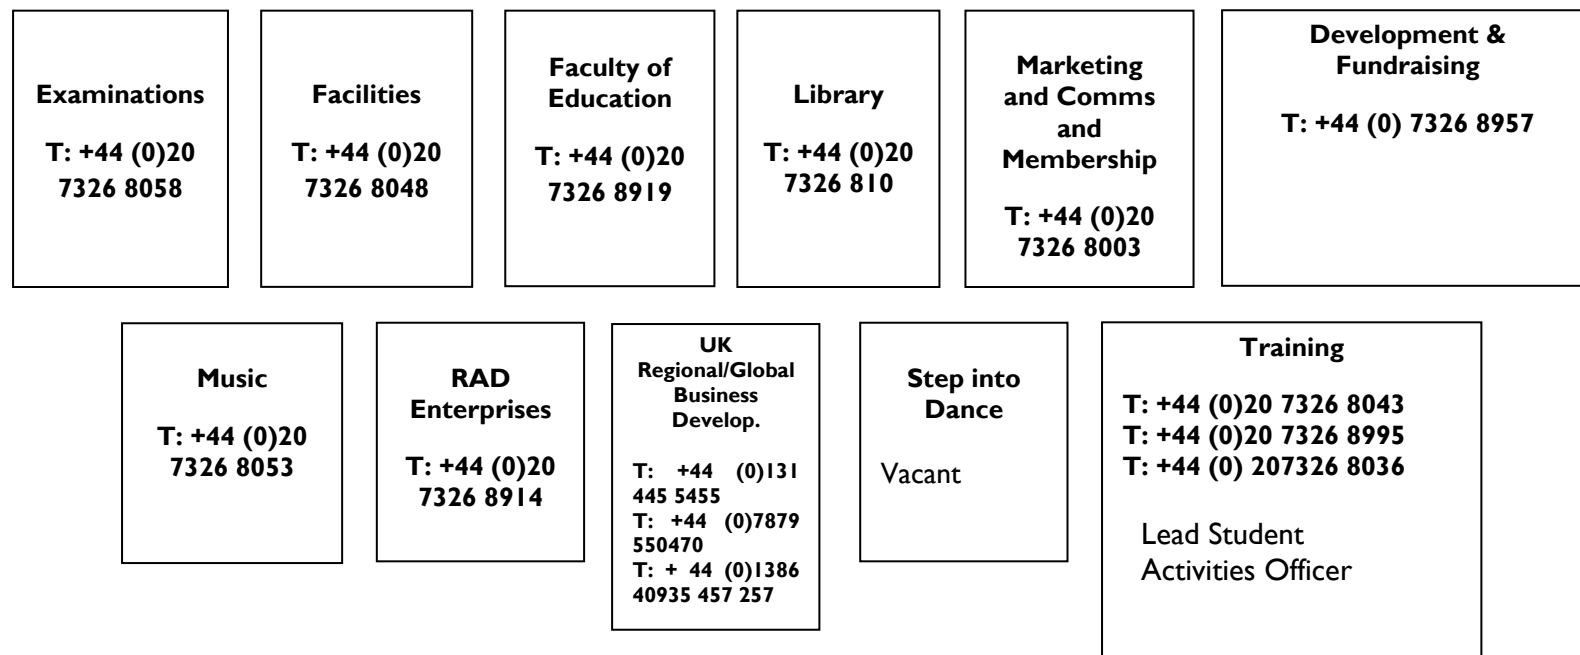 Examinations
T: +44 (0)20
7326 8058
Facilities
T: +44 (0)20
7326 8048
Faculty of
Education
T: +44 (0)20
7326 8919
Library
T: +44 (0)20
7326 810
Marketing
and Comms
and
Membership
T: +44 (0)20
7326 8003
Development &
Fundraising
T: +44 (0) 7326 8957
Music
T: +44 (0)20
7326 8053
RAD
Enterprises
T: +44 (0)20
7326 8914
UK
Regional/Global
Business
Develop.
T: +44 (0)131
445 5455
T: +44 (0)7879
550470
T: + 44 (0)1386
40935 457 257
Step into
Dance
Vacant
Training
T: +44 (0)20 7326 8043
T: +44 (0)20 7326 8995
T: +44 (0) 207326 8036
Lead Student
Activities Officer